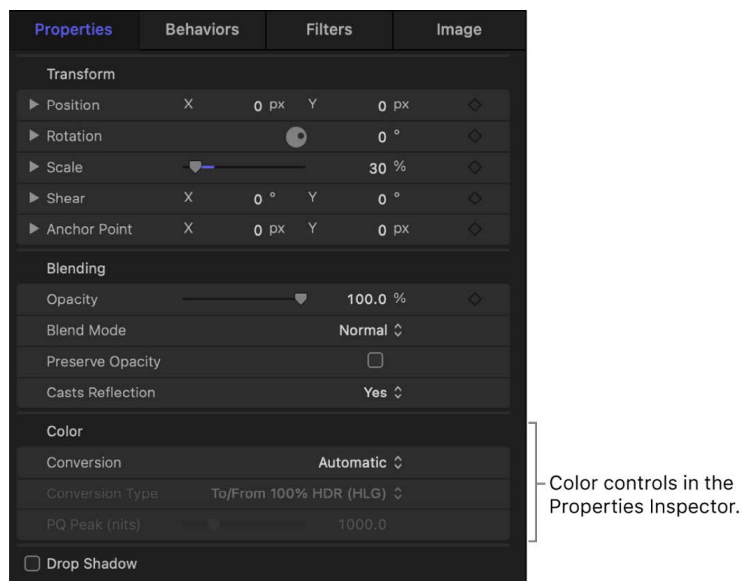 Properties Behaviors Filters Image
Transform
Position X 0 px Y 0 px
Rotation 0 °
Scale 30 %
Shear X 0 ° Y 0 °
Anchor Point X 0 px Y 0 px
Blending
Opacity 100.0 %
Blend Mode Normal
Preserve Opacity
Casts Reflection Yes
Color
Conversion Automatic
Conversion Type To/From 100% HDR (HLG)
PQ Peak (nits) 1000.0
Drop Shadow
Color controls in the
Properties Inspector.